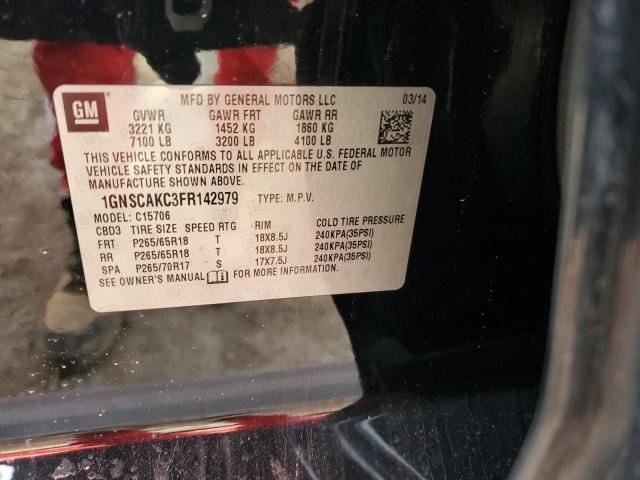 GM
MFD BY GENERAL MOTORS LLC 03/14
GVWR GAWR FRT GAWR RR
3221 KG 1452 KG 1860 KG
7100 LB 3200 LB 4100 LB
THIS VEHICLE CONFORMS TO ALL APPLICABLE U.S. FEDERAL MOTOR
VEHICLE SAFETY STANDARDS IN EFFECT ON THE DATE OF
MANUFACTURE SHOWN ABOVE.
1GNSCAKC3FR142979 TYPE: M.P.V.
MODEL: C15706
CBD3 TIRE SIZE SPEED RTG RIM COLD TIRE PRESSURE
FRT P265/65R18 T 18X8.5J 240KPA(35PSI)
RR P265/65R18 T 18X8.5J 240KPA(35PSI)
SPA P265/70R17 S 17X7.5J 240KPA(35PSI)
SEE OWNER'S MANUAL FOR MORE INFORMATION.